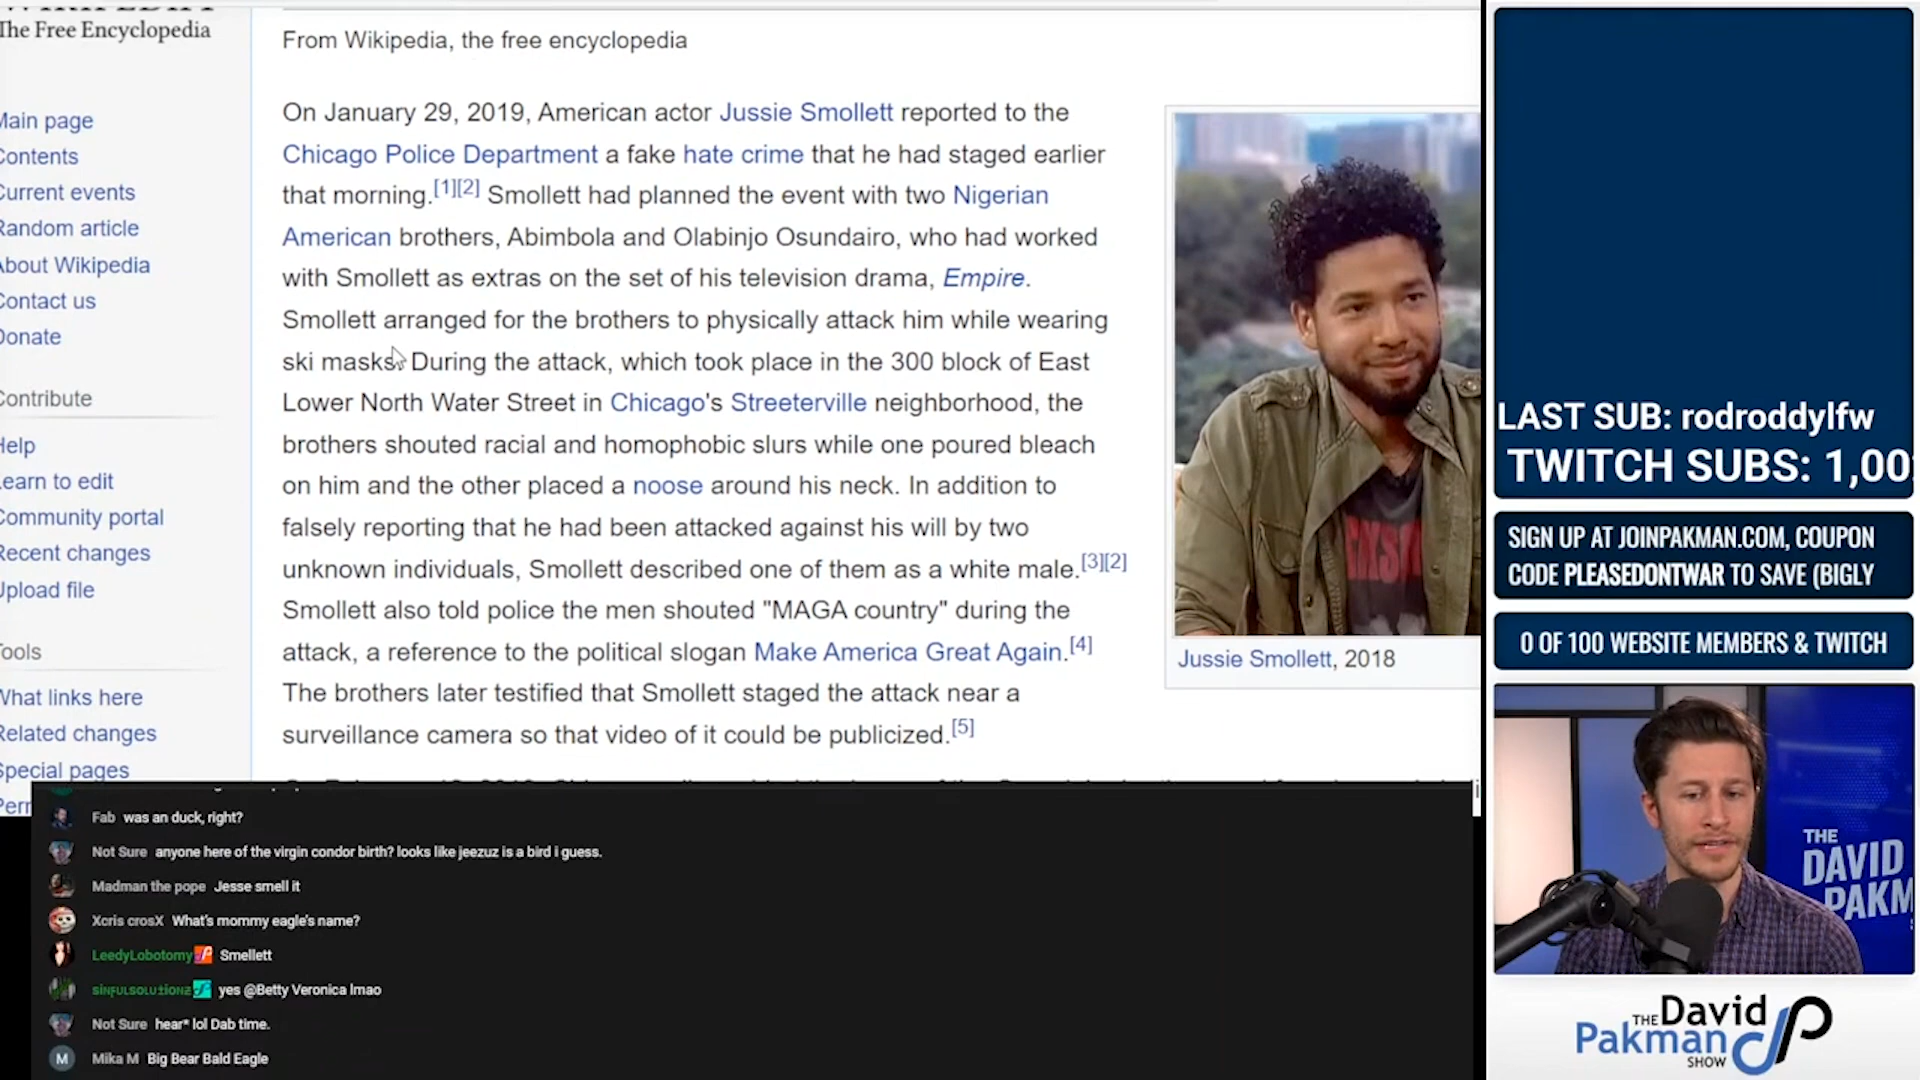 The Free Encyclopedia
From Wikipedia, the free encyclopedia
Main page
Contents
Current events
Random article
About Wikipedia
Contact us
Donate
Contribute
Help
Learn to edit
Community portal
Recent changes
Upload file
Tools
What links here
Related changes
Special pages
On January 29, 2019, American actor Jussie Smollett reported to the
Chicago Police Department a fake hate crime that he had staged earlier
that morning.[1][2] Smollett had planned the event with two Nigerian
American brothers, Abimbola and Olabinjo Osundairo, who had worked
with Smollett as extras on the set of his television drama, Empire.
Smollett arranged for the brothers to physically attack him while wearing
ski masks. During the attack, which took place in the 300 block of East
Lower North Water Street in Chicago's Streeterville neighborhood, the
brothers shouted racial and homophobic slurs while one poured bleach
on him and the other placed a noose around his neck. In addition to
falsely reporting that he had been attacked against his will by two
unknown individuals, Smollett described one of them as a white male.[3][2]
Smollett also told police the men shouted "MAGA country" during the
attack, a reference to the political slogan Make America Great Again.[4]
The brothers later testified that Smollett staged the attack near a
surveillance camera so that video of it could be publicized.[5]
Jussie Smollett, 2018
Fab was an duck, right?
Not Sure anyone here of the virgin condor birth? looks like jeezuz is a bird i guess.
Madman the pope Jesse smell it
Xcris crosX What's mommy eagle's name?
LeedyLobotomy Smellett
sinfulsolutionz yes @Betty Veronica lmao
Not Sure hear* lol Dab time.
M Mika M Big Bear Bald Eagle
LAST SUB: rodroddylfw
TWITCH SUBS: 1,00
SIGN UP AT JOINPAKMAN.COM, COUPON
CODE PLEASEDONTWAR TO SAVE (BIGLY
0 OF 100 WEBSITE MEMBERS & TWITCH
THE
DAVID
PAKM
THE David
Pakman
SHOW